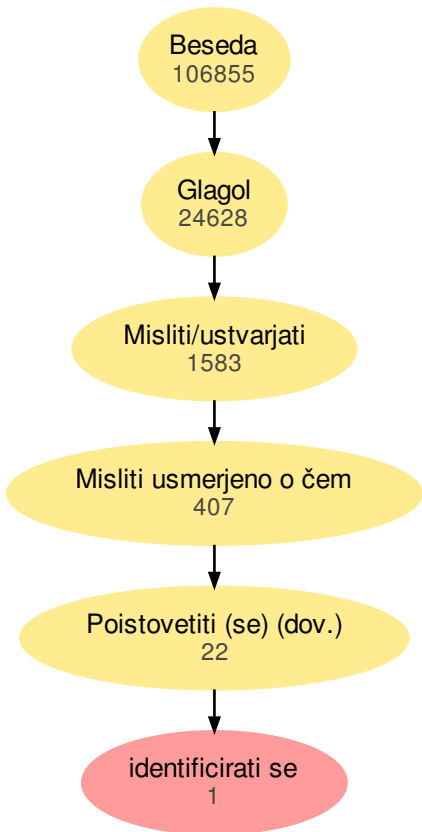 Beseda
106855
Glagol
24628
Misliti/ustvarjati
1583
Misliti usmerjeno o čem
407
Poistovetiti (se) (dov.)
22
identificirati se
1